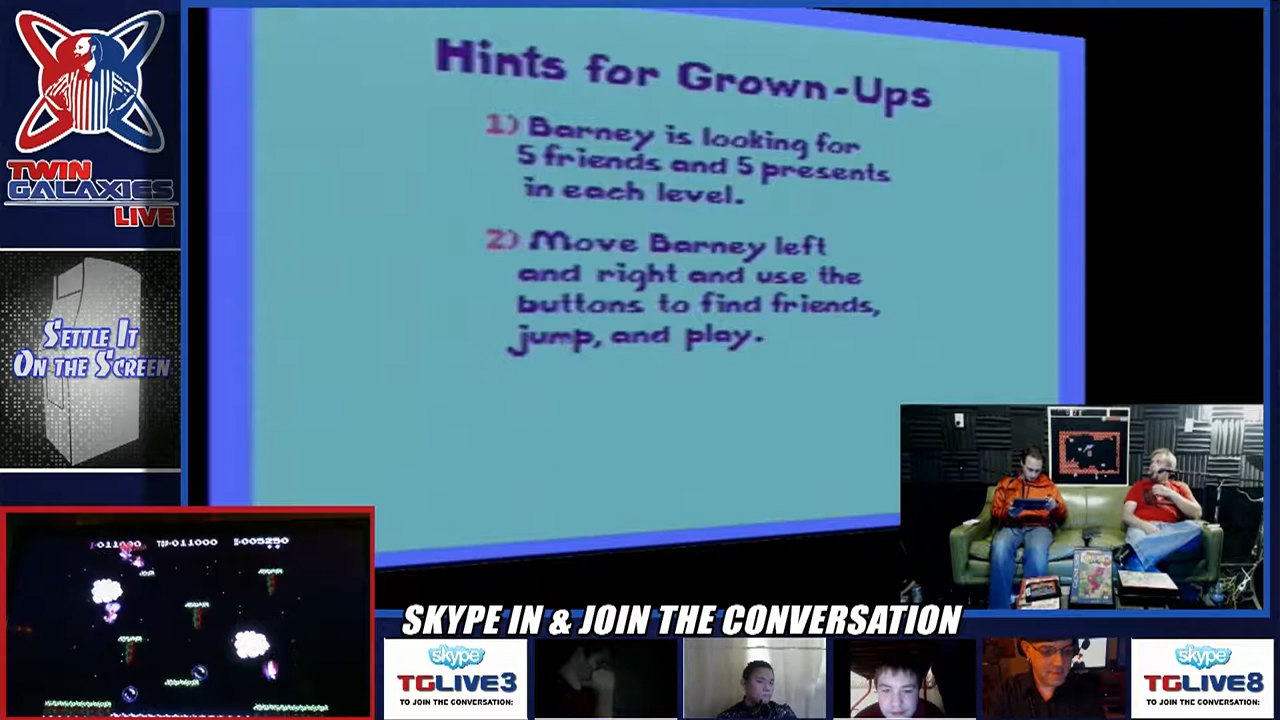 Hints for Grown-Ups
1) Barney is looking for
5 friends and 5 presents
in each level.
2) Move Barney left
and right and use the
buttons to find friends,
jump, and play.
TWIN
GALAXIES
LIVE
SETTLE IT
ON THE SCREEN
I-011000 TOP-011000 II-005250
SKYPE IN & JOIN THE CONVERSATION
skype
TGLIVE3
TO JOIN THE CONVERSATION:
skype
TGLIVE8
TO JOIN THE CONVERSATION: